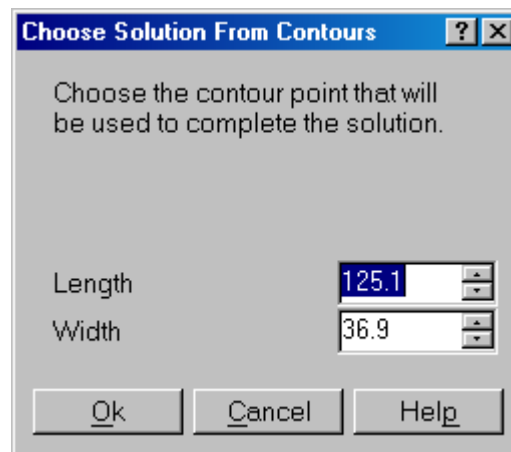 Choose Solution From Contours ? ×
Choose the contour point that will
be used to complete the solution.
Length 125.1
Width 36.9
Ok Cancel Help